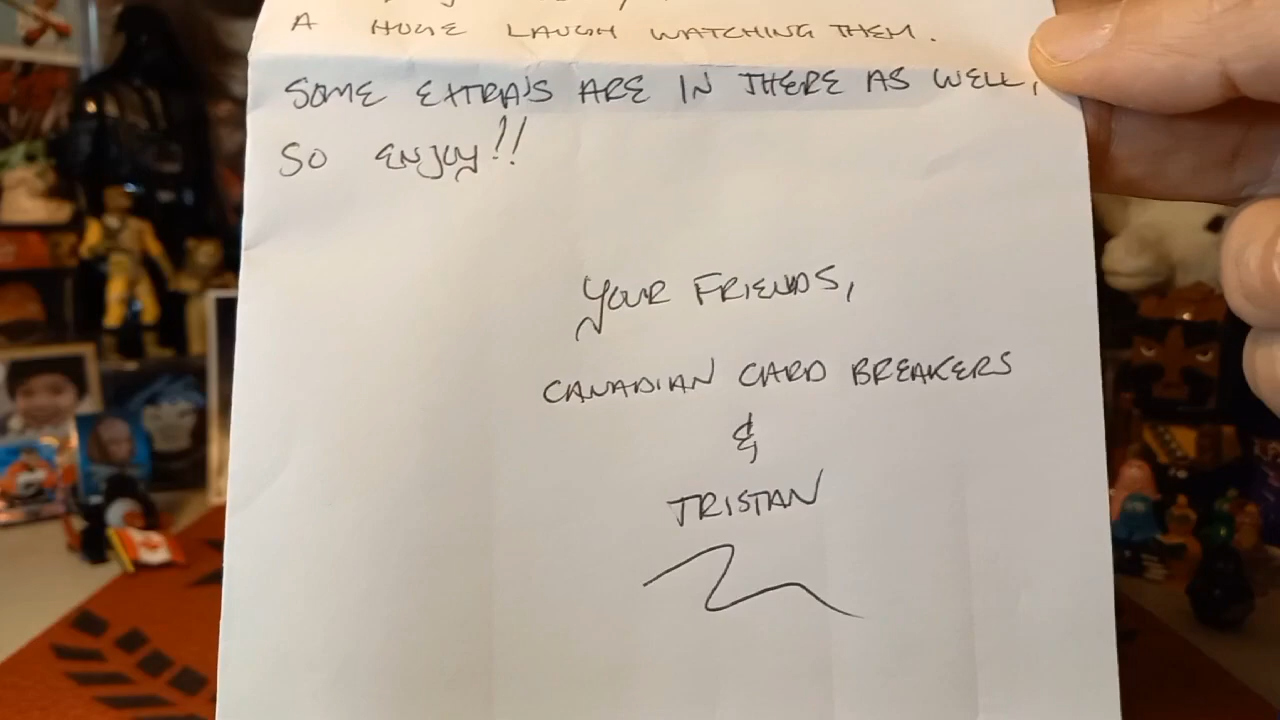 A HUGE LAUGH WATCHING THEM.
SOME EXTRA'S ARE IN THERE AS WELL,
SO ENJOY!!
YOUR FRIENDS,
CANADIAN CARD BREAKERS
&
TRISTAN